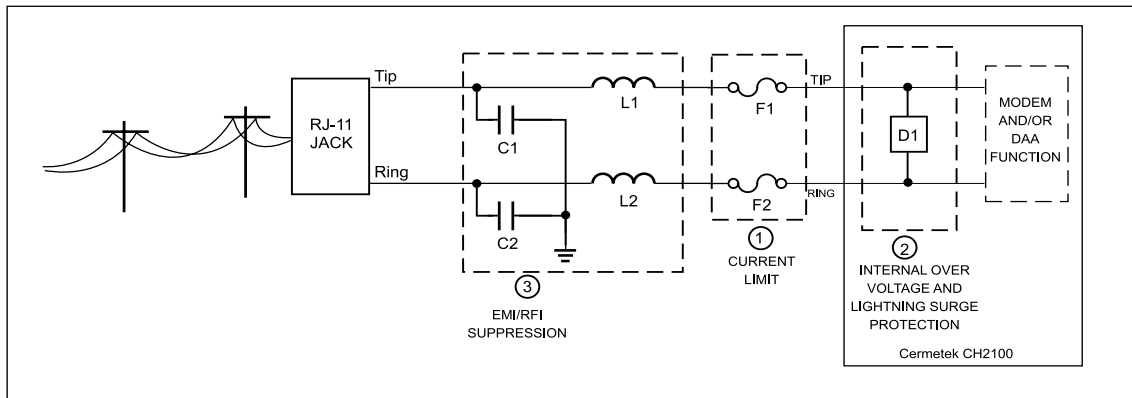 RJ-11
JACK
Tip
Ring
C1
C2
L1
L2
3
EMI/RFI
SUPPRESSION
F1
F2
1
CURRENT
LIMIT
TIP
RING
D1
2
INTERNAL OVER
VOLTAGE AND
LIGHTNING SURGE
PROTECTION
MODEM
AND/OR
DAA
FUNCTION
Cermetek CH2100